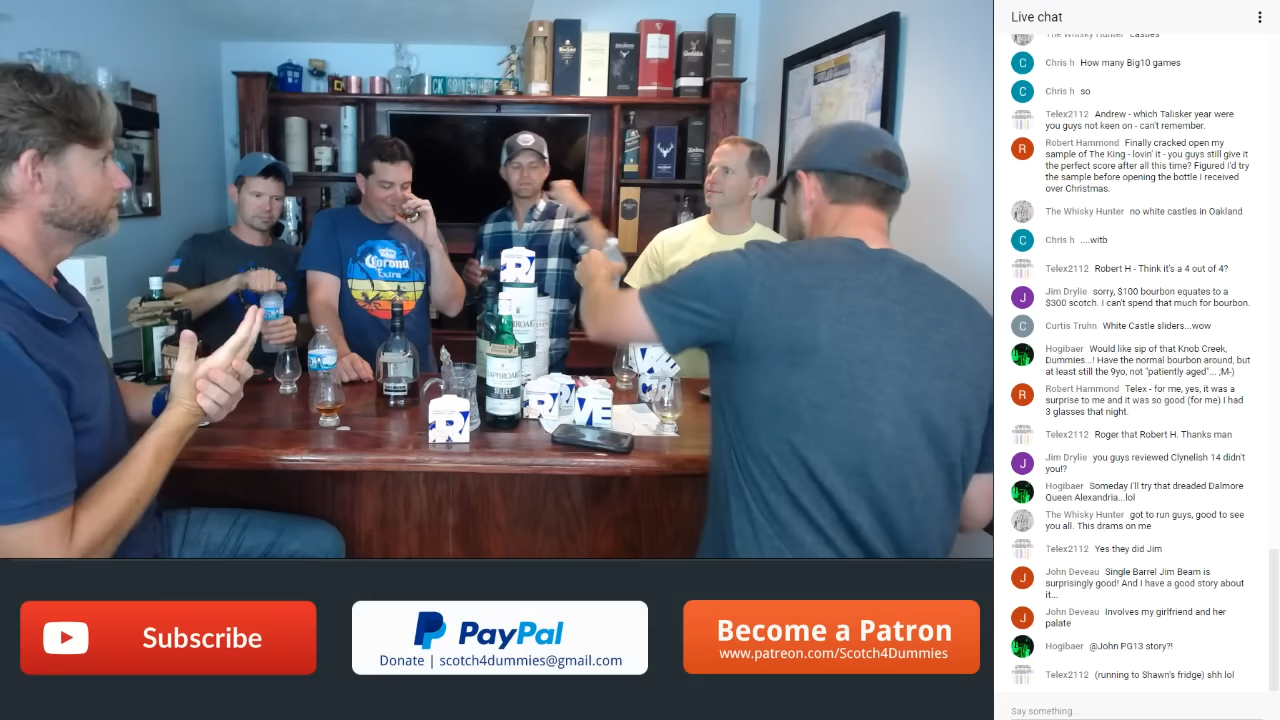 Live chat
The Whisky Hunter Castles
Chris h How many Big10 games
Chris h so
Telex2112 Andrew - which Talisker year were
you guys not keen on - can't remember.
Robert Hammond Finally cracked open my
sample of The King - lovin' it - you guys still give it
the perfect score after all this time? Figured I'd try
the sample before opening the bottle I received
over Christmas.
The Whisky Hunter no white castles in Oakland
Chris h ....witb
Telex2112 Robert H - Think it's a 4 out of 4?
Jim Drylie sorry, $100 bourbon equates to a
$300 scotch. I can't spend that much for bourbon.
Curtis Truhn White Castle sliders...wow
Hogibaer Would like sip of that Knob Creek,
Dummies...! Have the normal bourbon around, but
at least still the 9yo, not "patiently aged"... ;M-)
Robert Hammond Telex - for me, yes, it was a
surprise to me and it was so good (for me) I had
3 glasses that night.
Telex2112 Roger that Robert H. Thanks man
Jim Drylie you guys reviewed Clynelish 14 didn't
you!?
Hogibaer Someday I'll try that dreaded Dalmore
Queen Alexandria...lol
The Whisky Hunter got to run guys, good to see
you all. This drams on me
Telex2112 Yes they did Jim
John Deveau Single Barrel Jim Beam is
surprisingly good! And I have a good story about
it...
John Deveau Involves my girlfriend and her
palate
Hogibaer @John PG13 story?!
Telex2112 (running to Shawn's fridge) shh lol
Say something...
Corona
Extra
LAPHROAIG
Subscribe
PayPal
Donate | scotch4dummies@gmail.com
Become a Patron
www.patreon.com/Scotch4Dummies